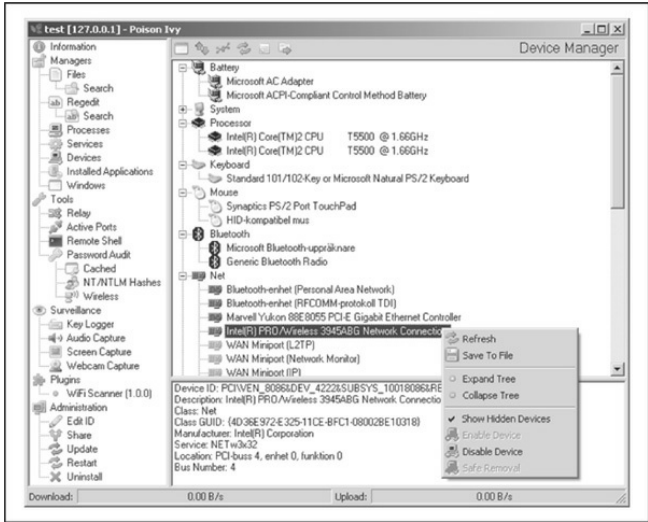 test [127.0.0.1] - Poison Ivy
Information
Managers
Files
Search
Regedit
Search
Processes
Services
Devices
Installed Applications
Windows
Tools
Relay
Active Ports
Remote Shell
Password Audit
Cached
NT/NTLM Hashes
Wireless
Surveillance
Key Logger
Audio Capture
Screen Capture
Webcam Capture
Plugins
WiFi Scanner (1.0.0)
Administration
Edit ID
Share
Update
Restart
Uninstall
Device Manager
Battery
Microsoft AC Adapter
Microsoft ACPI-Compliant Control Method Battery
System
Processor
Intel(R) Core(TM)2 CPU T5500 @ 1.66GHz
Intel(R) Core(TM)2 CPU T5500 @ 1.66GHz
Keyboard
Standard 101/102-Key or Microsoft Natural PS/2 Keyboard
Mouse
Synaptics PS/2 Port TouchPad
HID-kompatibel mus
Bluetooth
Microsoft Bluetooth-uppräknare
Generic Bluetooth Radio
Net
Bluetooth-enhet (Personal Area Network)
Bluetooth-enhet (RFCOMM-protokoll TDI)
Marvell Yukon 88E8055 PCI-E Gigabit Ethernet Controller
Intel(R) PRO/Wireless 3945ABG Network Connectio
WAN Miniport (L2TP)
WAN Miniport (Network Monitor)
WAN Miniport (IP)
Refresh
Save To File
Expand Tree
Collapse Tree
Show Hidden Devices
Enable Device
Disable Device
Safe Removal
Device ID: PCI\VEN_8086&DEV_4222&SUBSYS_10018086&RE
Description: Intel(R) PRO/Wireless 3945ABG Network Connectio
Class: Net
Class GUID: {4D36E972-E325-11CE-BFC1-08002BE10318}
Manufacturer: Intel(R) Corporation
Service: NETw3x32
Location: PCI-buss 4, enhet 0, funktion 0
Bus Number: 4
Download: 0.00 B/s Upload: 0.00 B/s